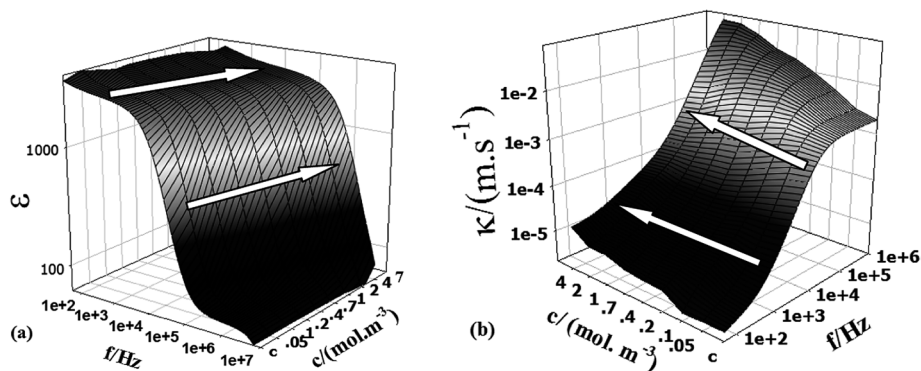 (a)
ε
1000
100
1e+2
1e+3
1e+4
1e+5
1e+6
1e+7
f/Hz
c
.05
.1
.2
.4
.7
1
2
4
7
c/(mol.m⁻³)
(b)
κ/(m.s⁻¹)
1e-2
1e-3
1e-4
1e-5
4
2
1
.7
.4
.2
.1
.05
c
c/(mol. m⁻³)
1e+2
1e+3
1e+4
1e+5
1e+6
f/Hz